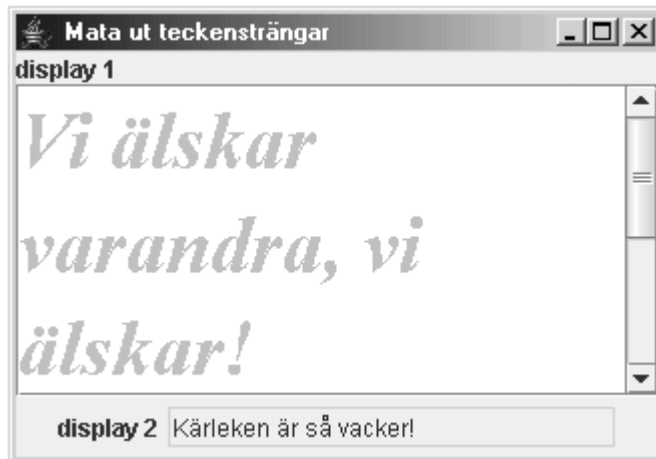 Mata ut teckensträngar
display 1
Vi älskar
varandra, vi
älskar!
display 2 Kärleken är så vacker!